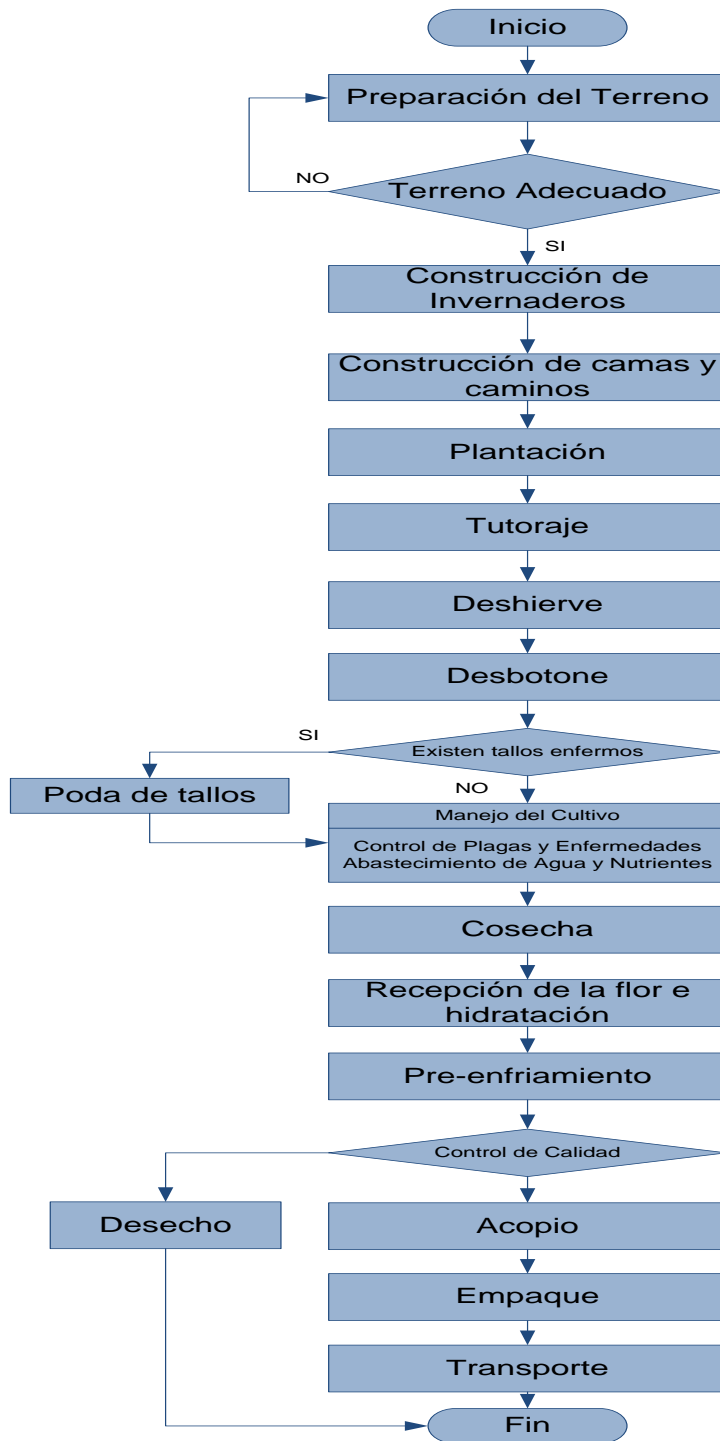 Inicio
Preparación del Terreno
NO
Terreno Adecuado
SI
Construcción de
Invernaderos
Construcción de camas y
caminos
Plantación
Tutoraje
Deshierve
Desbotone
SI
Existen tallos enfermos
Poda de tallos
NO
Manejo del Cultivo
Control de Plagas y Enfermedades
Abastecimiento de Agua y Nutrientes
Cosecha
Recepción de la flor e
hidratación
Pre-enfriamiento
Control de Calidad
Desecho
Acopio
Empaque
Transporte
Fin